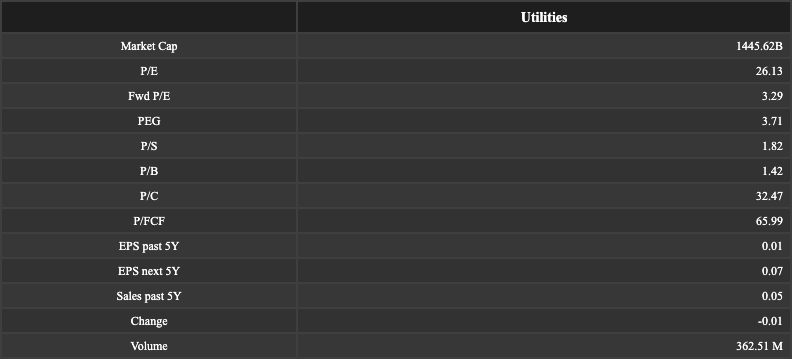 Utilities
Market Cap 1445.62B
P/E 26.13
Fwd P/E 3.29
PEG 3.71
P/S 1.82
P/B 1.42
P/C 32.47
P/FCF 65.99
EPS past 5Y 0.01
EPS next 5Y 0.07
Sales past 5Y 0.05
Change -0.01
Volume 362.51 M